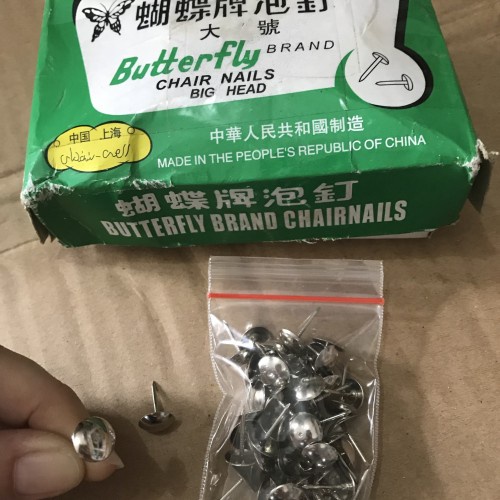 蝴蝶牌泡釘
大號
Butterfly BRAND
CHAIR NAILS
BIG HEAD
中国 上海
中華人民共和國制造
MADE IN THE PEOPLE'S REPUBLIC OF CHINA
蝴蝶牌泡釘
BUTTERFLY BRAND CHAIRNAILS